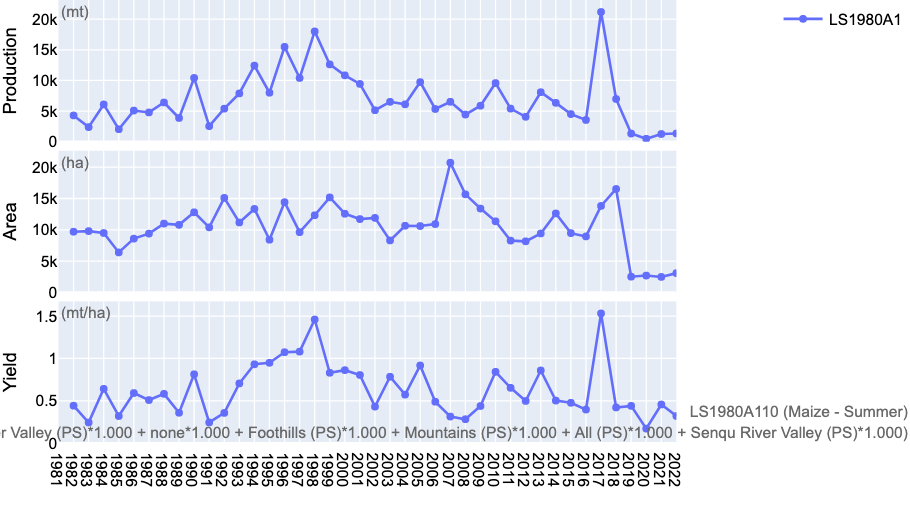 (mt)
LS1980A1
Production
20k
15k
10k
5k
0
(ha)
Area
20k
15k
10k
5k
0
(mt/ha)
Yield
1.5
1
0.5
0
LS1980A110 (Maize - Summer)
er Valley (PS)*1.000 + none*1.000 + Foothills (PS)*1.000 + Mountains (PS)*1.000 + All (PS)*1.000 + Senqu River Valley (PS)*1.000)
1981
1982
1983
1984
1985
1986
1987
1988
1989
1990
1991
1992
1993
1994
1995
1996
1997
1998
1999
2000
2001
2002
2003
2004
2005
2006
2007
2008
2009
2010
2011
2012
2013
2014
2015
2016
2017
2018
2019
2020
2021
2022